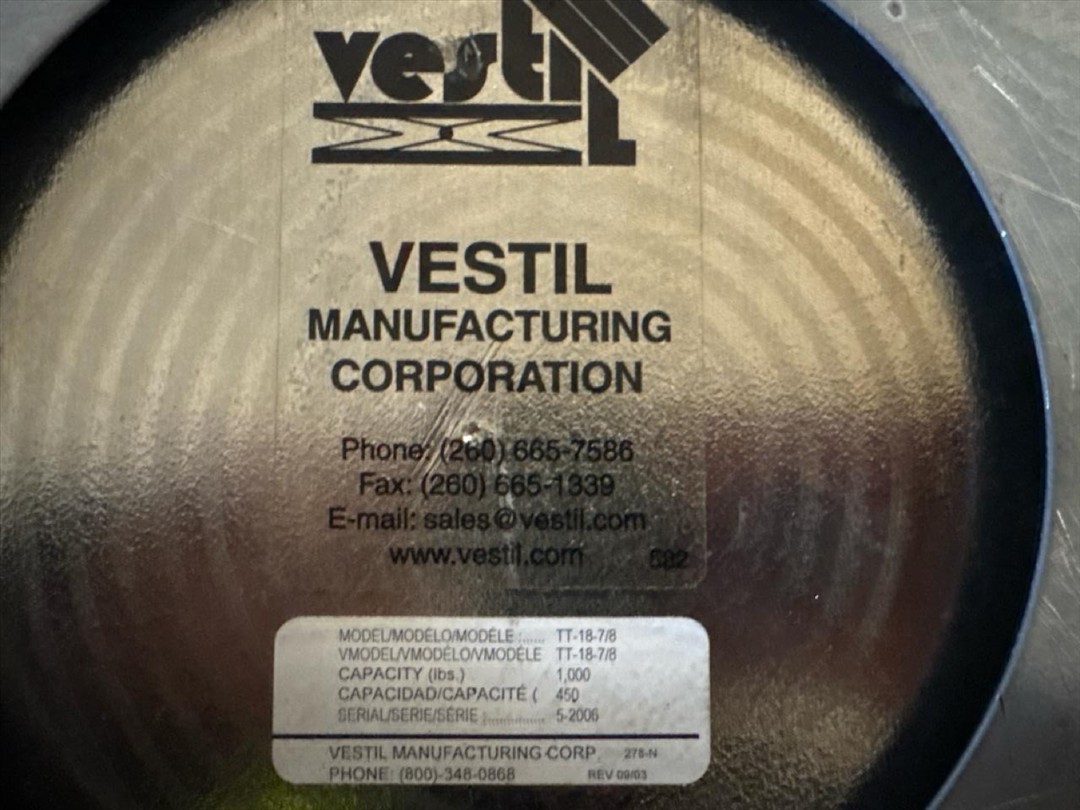 vestil
VESTIL
MANUFACTURING
CORPORATION
Phone: (260) 665-7586
Fax: (260) 665-1339
E-mail: sales@vestil.com
www.vestil.com 582
MODEL/MODÉLO/MODÈLE :...... TT-18-7/8
VMODEL/VMODÉLO/VMODÈLE TT-18-7/8
CAPACITY (lbs.) 1,000
CAPACIDAD/CAPACITÉ ( 450
SERIAL/SERIE/SÉRIE :................ 5-2006
VESTIL MANUFACTURING CORP. 278-N
PHONE: (800)-348-0868 REV 09/03